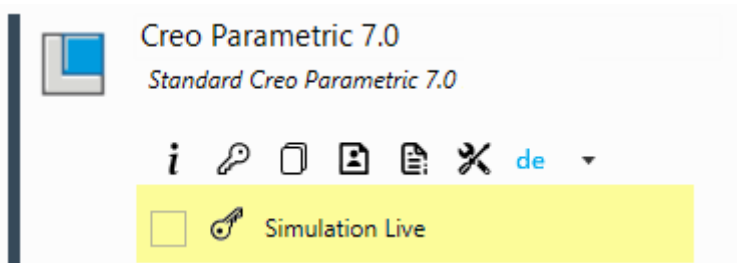 Creo Parametric 7.0
Standard Creo Parametric 7.0
de
Simulation Live